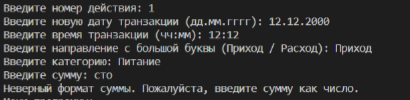 Введите номер действия: 1
Введите новую дату транзакции (дд.мм.гггг): 12.12.2000
Введите время транзакции (чч:мм): 12:12
Введите направление с большой буквы (Приход / Расход): Приход
Введите категорию: Питание
Введите сумму: сто
Неверный формат суммы. Пожалуйста, введите сумму как число.